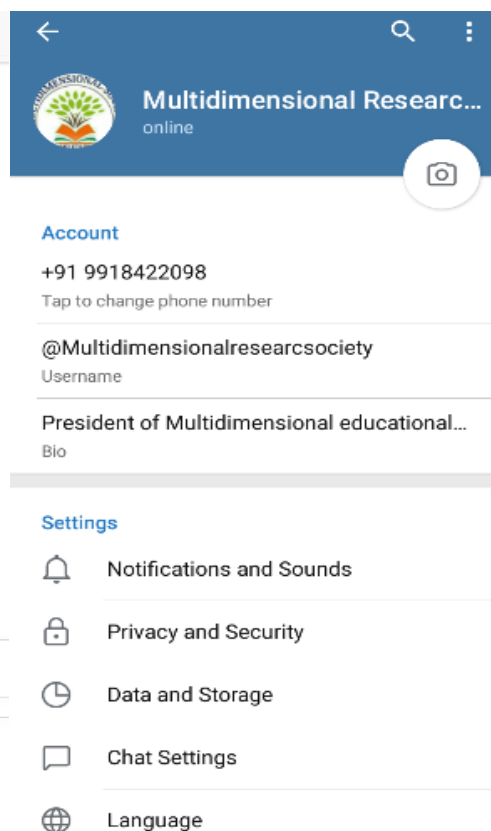 Multidimensional Researc...
online
Account
+91 9918422098
Tap to change phone number
@Multidimensionalresearcsociety
Username
President of Multidimensional educational...
Bio
Settings
Notifications and Sounds
Privacy and Security
Data and Storage
Chat Settings
Language